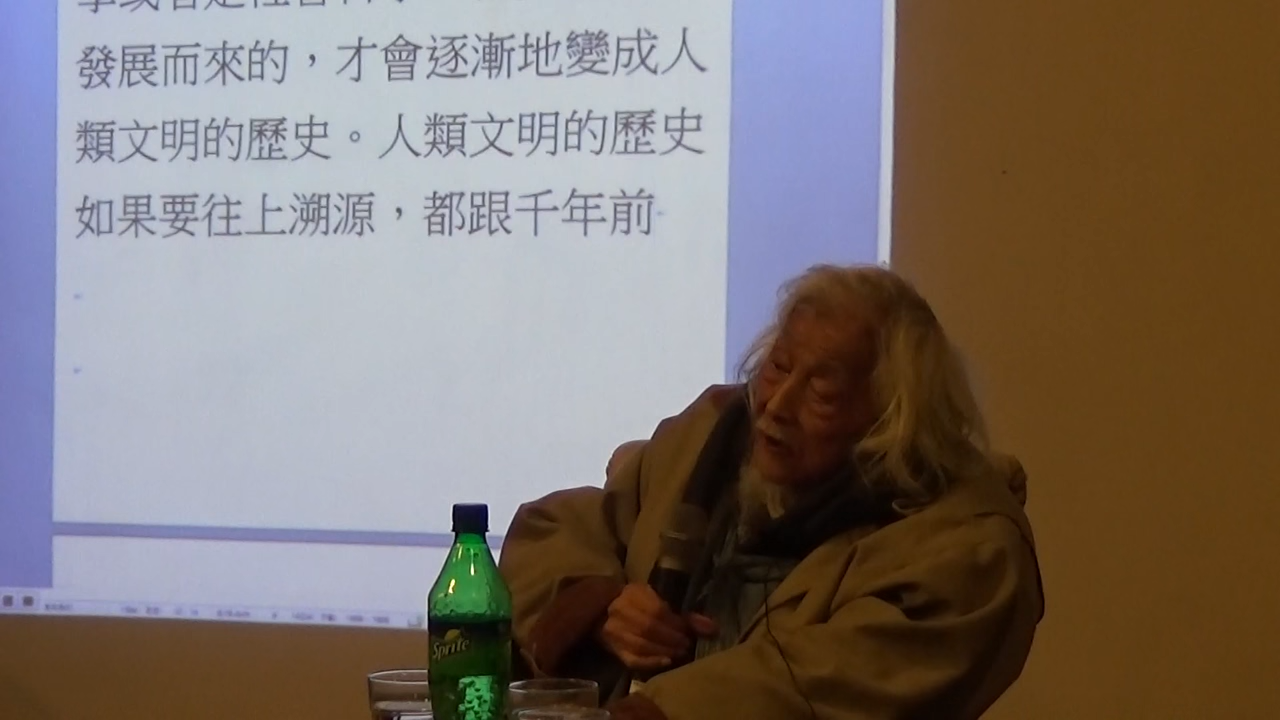 發展而來的，才會逐漸地變成人
類文明的歷史。人類文明的歷史
如果要往上溯源，都跟千年前
Sprite